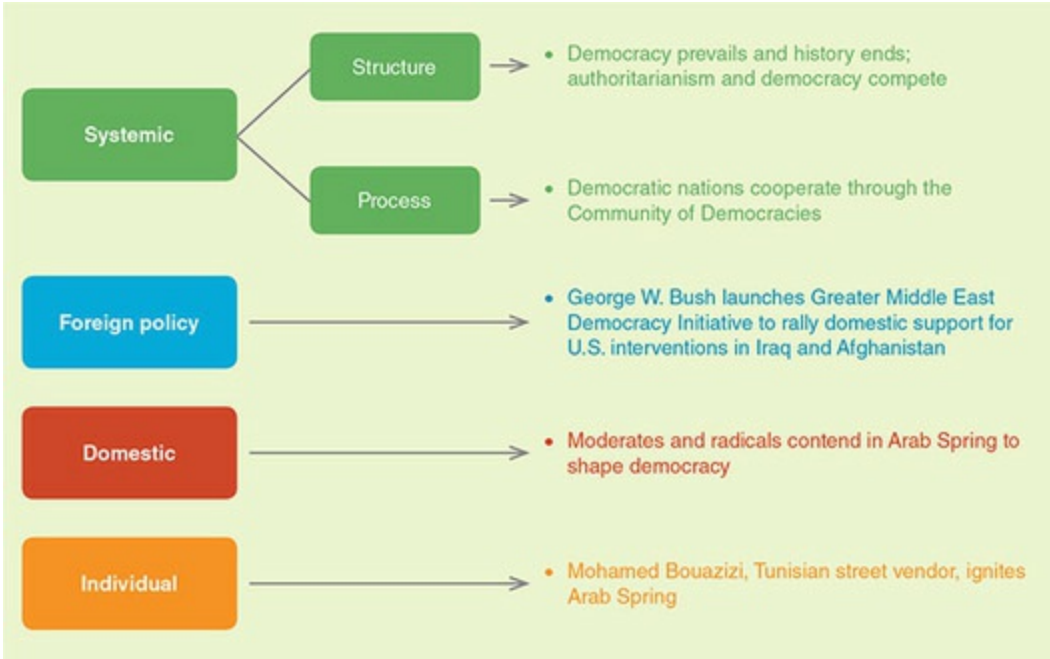 Systemic
Structure
• Democracy prevails and history ends;
authoritarianism and democracy compete
Process
• Democratic nations cooperate through the
Community of Democracies
Foreign policy
• George W. Bush launches Greater Middle East
Democracy Initiative to rally domestic support for
U.S. interventions in Iraq and Afghanistan
Domestic
• Moderates and radicals contend in Arab Spring to
shape democracy
Individual
• Mohamed Bouazizi, Tunisian street vendor, ignites
Arab Spring